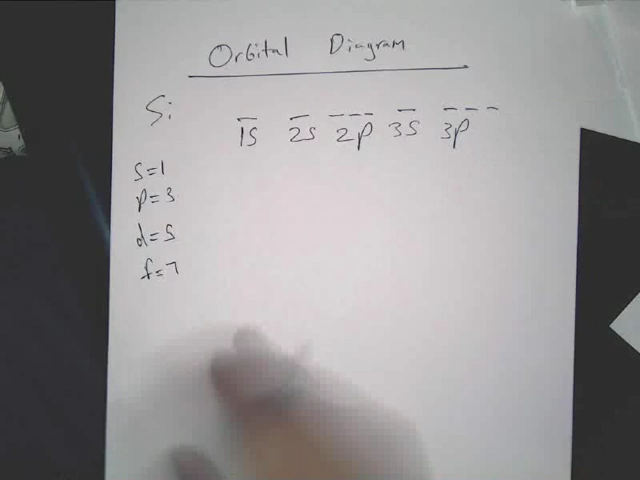 Orbital Diagram
Si
1s 2s 2p 3s 3p
s=1
p=3
d=5
f=7